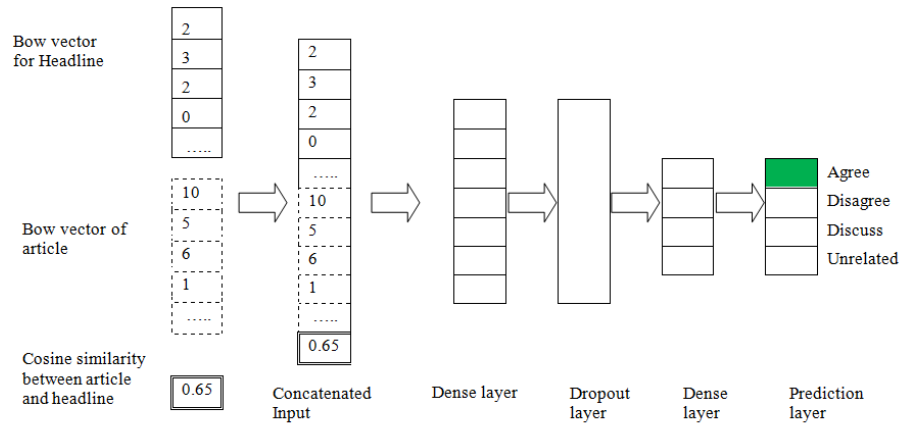 Bow vector
for Headline
2
3
2
0
.....
Bow vector of
article
10
5
6
1
.....
Cosine similarity
between article
and headline
0.65
2
3
2
0
.....
10
5
6
1
.....
0.65
Concatenated
Input
Dense layer
Dropout
layer
Dense
layer
Agree
Disagree
Discuss
Unrelated
Prediction
layer